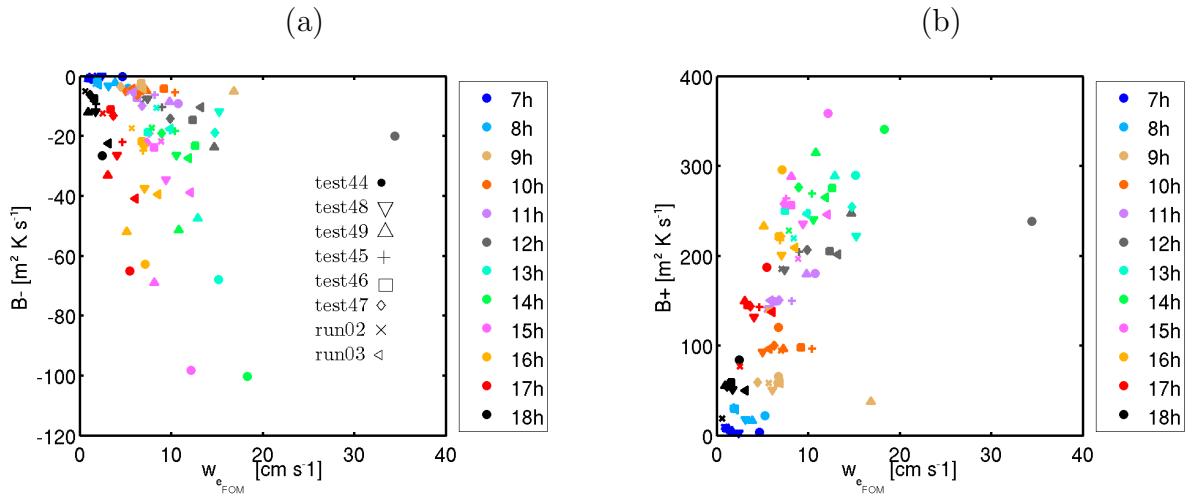 (a)
(b)
0
-20
-40
-60
-80
-100
-120
B- [m² K s⁻¹]
0 10 20 30 40
w_e_FOM [cm s⁻¹]
test44
test48
test49
test45
test46
test47
run02
run03
7h
8h
9h
10h
11h
12h
13h
14h
15h
16h
17h
18h
400
300
200
100
0
B+ [m² K s⁻¹]
0 10 20 30 40
w_e_FOM [cm s⁻¹]
7h
8h
9h
10h
11h
12h
13h
14h
15h
16h
17h
18h